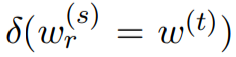 δ(w_r^{(s)} = w^{(t)})